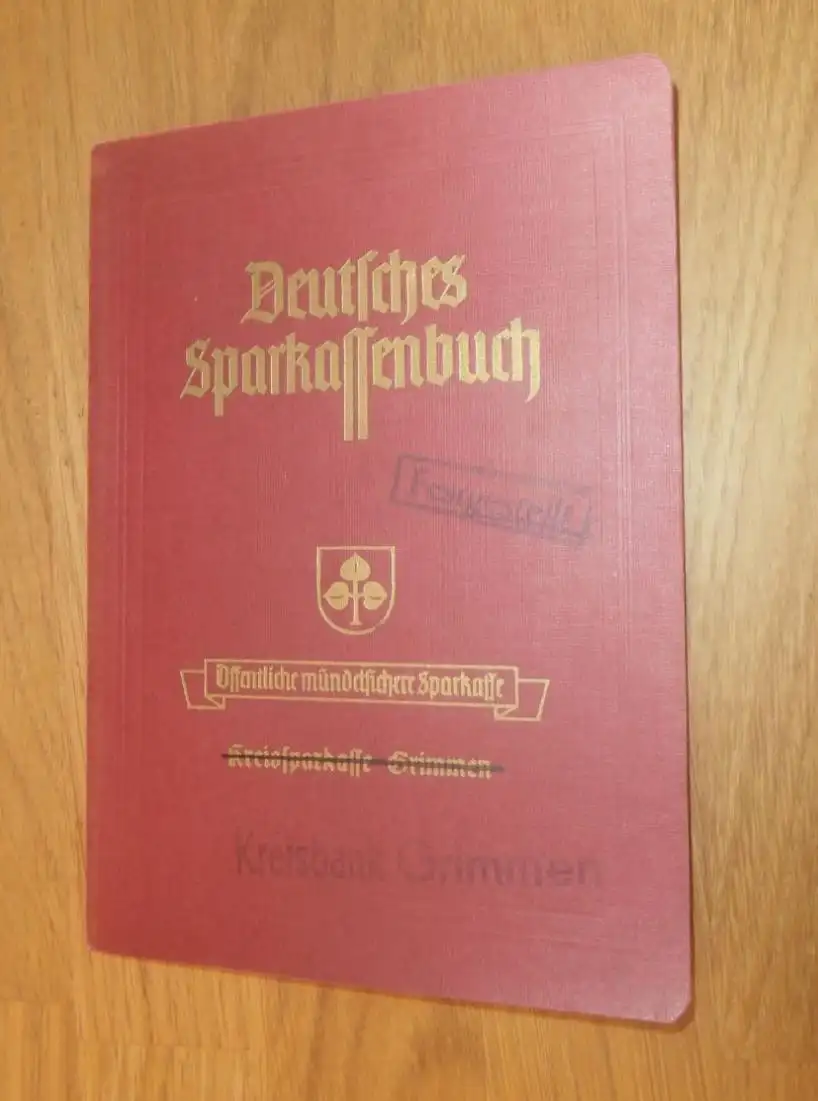 Deutſches
Sparkaſſenbuch
Öffentliche mündelſichere Sparkaſſe
Kreisſparkaſſe Grimmen
Kreisbank Grimmen